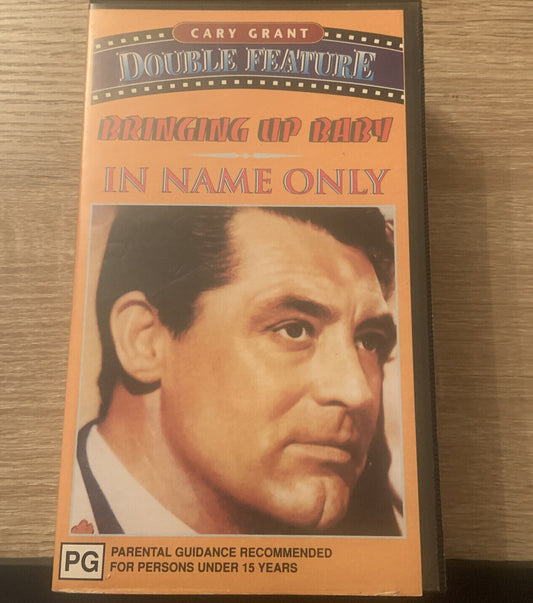 CARY GRANT
DOUBLE FEATURE
BRINGING UP BABY
IN NAME ONLY
PG
PARENTAL GUIDANCE RECOMMENDED
FOR PERSONS UNDER 15 YEARS